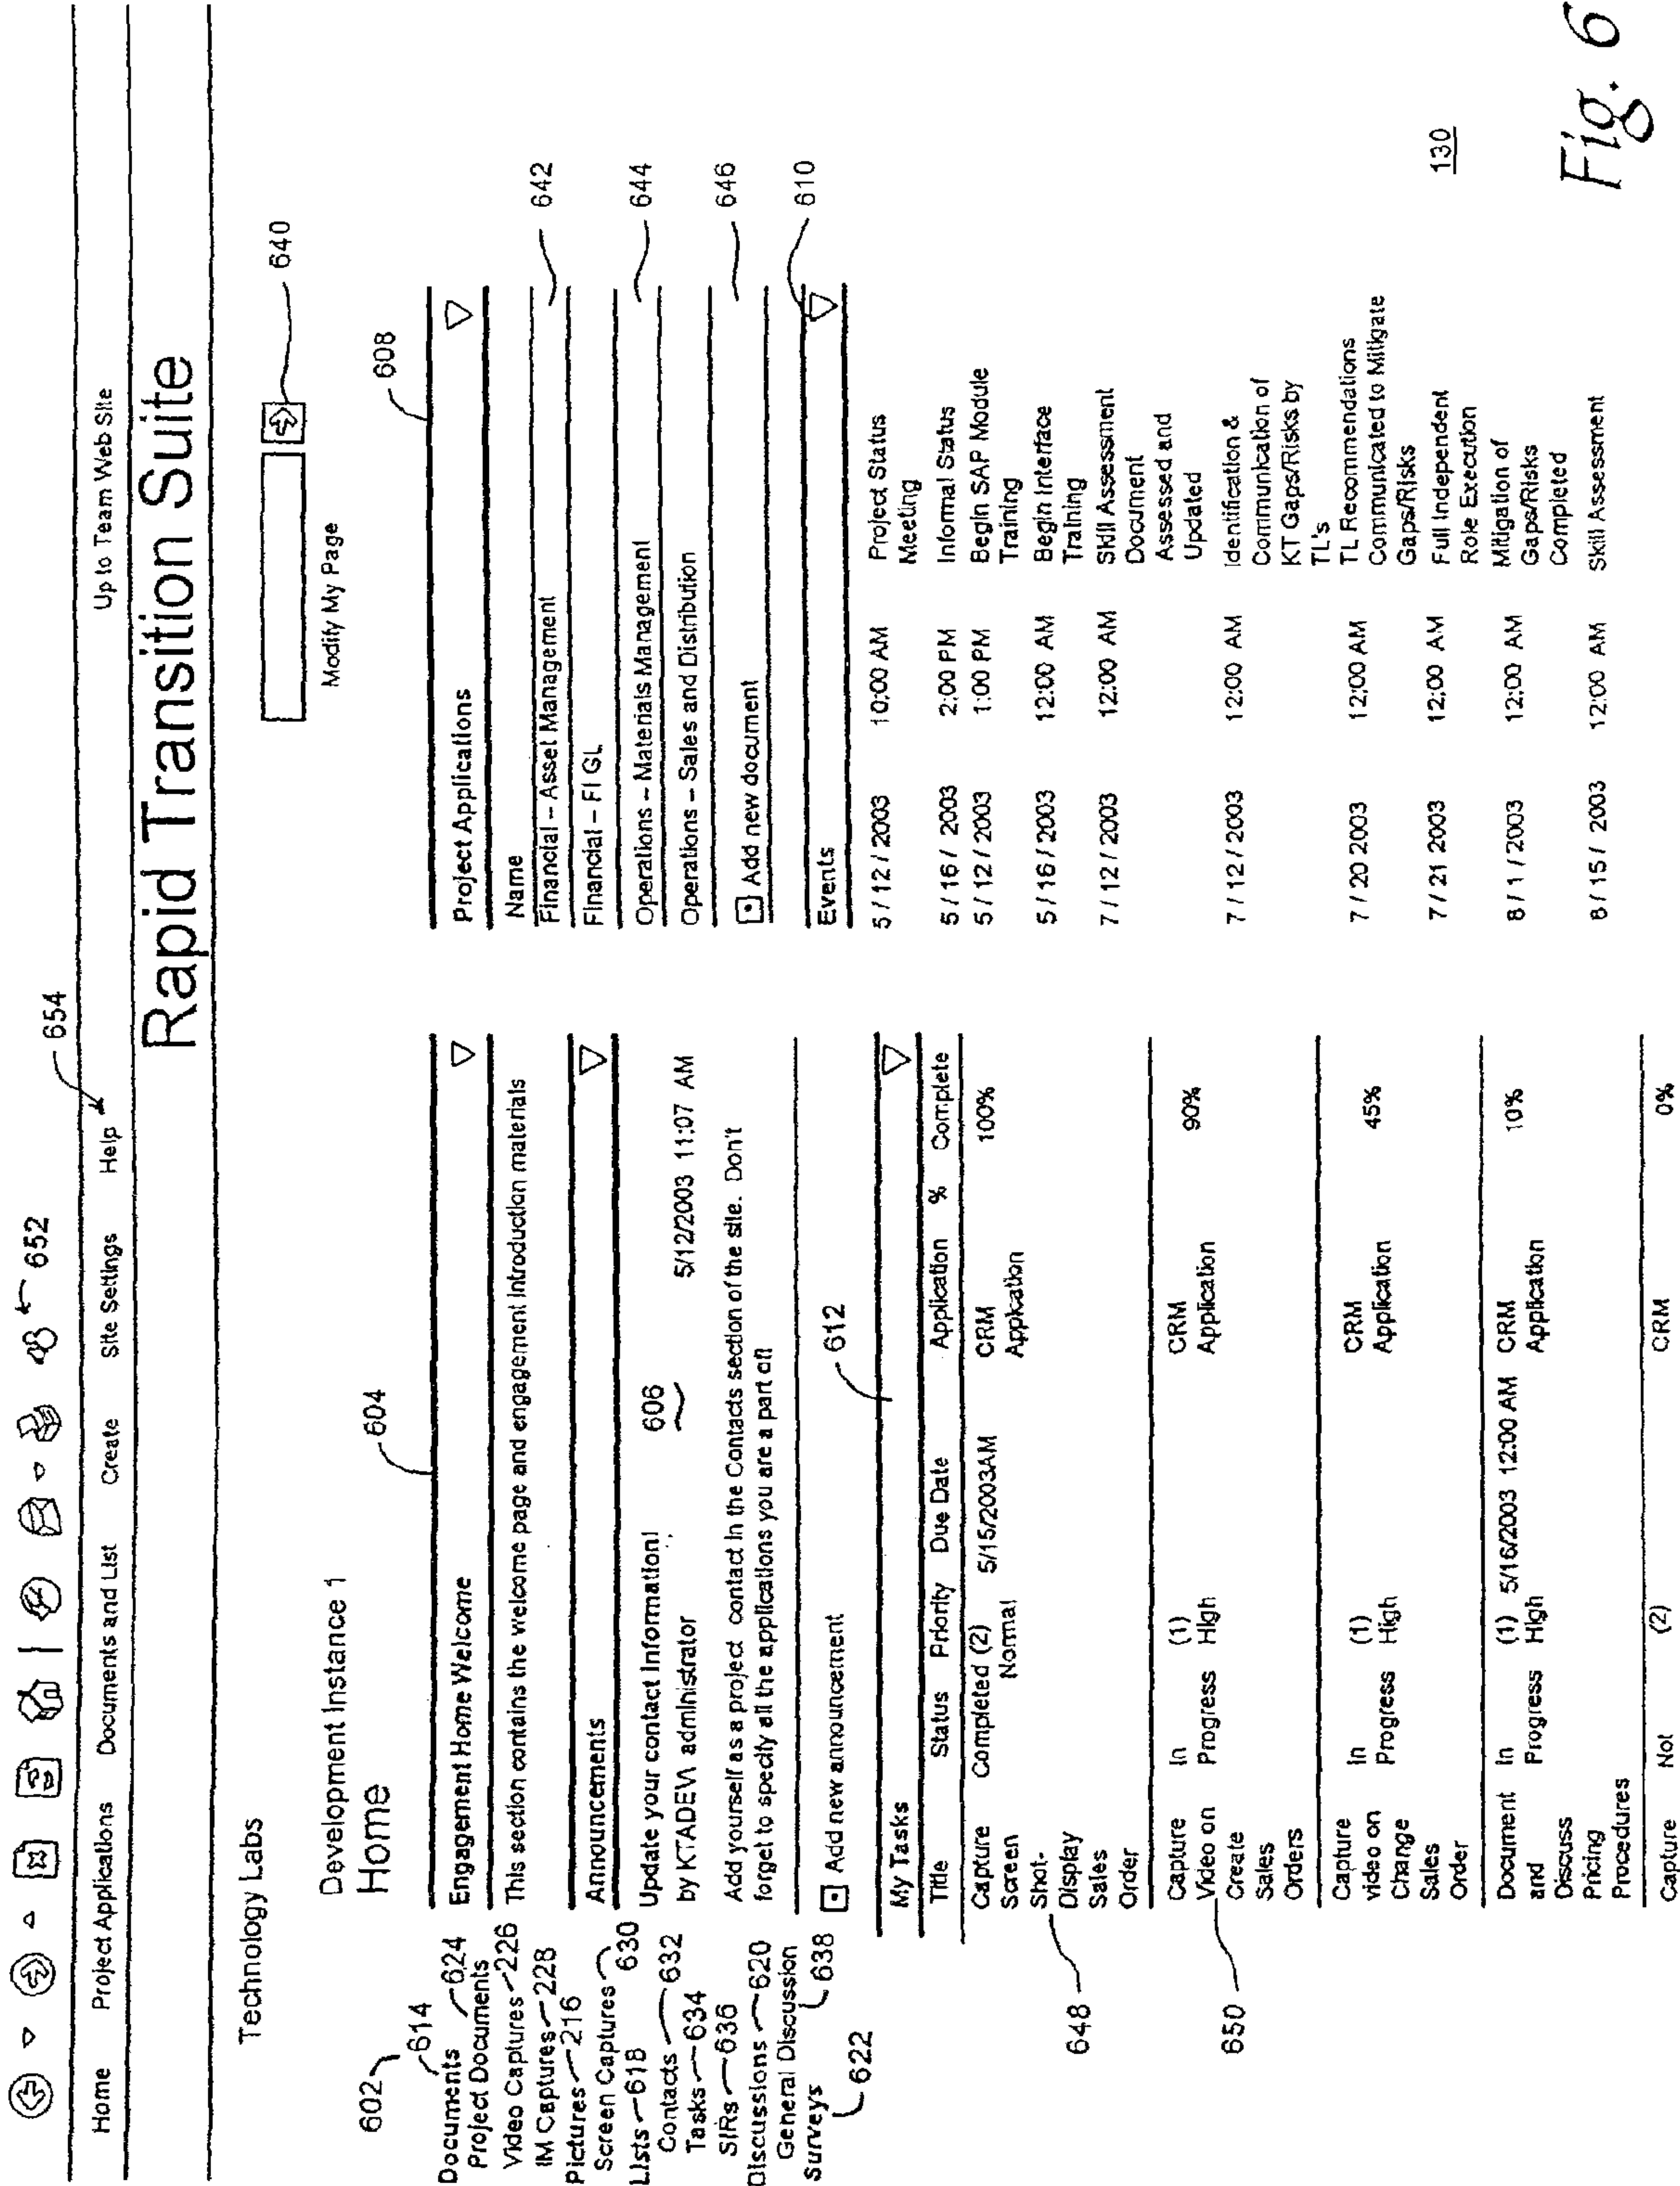 652
654
Home Project Applications Documents and List Create Site Settings Help Up to Team Web Site
Rapid Transition Suite
Technology Labs
640
Modify My Page
Development Instance 1
Home
602
614
Documents
624
Project Documents
Video Captures 226
IM Captures 228
Pictures 216
Screen Captures 630
Lists 618
Contacts 632
Tasks 634
SIRs 636
Discussions 620
General Discussion 638
Surveys
622
604
Engagement Home Welcome
This section contains the welcome page and engagement introduction materials
Announcements
Update your contact information!
606
by KTADEV\ administrator 5/12/2003 11:07 AM
Add yourself as a project contact in the Contacts section of the site. Don't
forget to specify all the applications you are a part of!
Add new announcement
612
My Tasks
Title Status Priority Due Date Application % Complete
Capture Completed (2) 5/15/2003AM CRM 100%
Screen Normal Application
Shot-
Display
Sales
Order
648
Capture In (1) CRM 90%
Video on Progress High Application
Create
Sales
Orders
650
Capture In (1) CRM 45%
video on Progress High Application
Change
Sales
Order
Document In (1) 5/16/2003 12:00 AM CRM 10%
and Progress High Application
Discuss
Pricing
Procedures
Capture Not (2) CRM 0%
608
Project Applications
Name
Financial – Asset Management
642
Financial – FI GL
Operations – Materials Management
644
Operations – Sales and Distribution
646
Add new document
610
Events
5 / 12 / 2003 10:00 AM Project Status
Meeting
5 / 16 / 2003 2:00 PM Informal Status
5 / 12 / 2003 1:00 PM Begin SAP Module
Training
5 / 16 / 2003 12:00 AM Begin Interface
Training
7 / 12 / 2003 12:00 AM Skill Assessment
Document
Assessed and
Updated
7 / 12 / 2003 12:00 AM Identification &
Communication of
KT Gaps/Risks by
TL's
7 / 20 2003 12:00 AM TL Recommendations
Communicated to Mitigate
Gaps/Risks
7 / 21 2003 12:00 AM Full Independent
Role Execution
8 / 1 / 2003 12:00 AM Mitigation of
Gaps/Risks
Completed
8 / 15 / 2003 12:00 AM Skill Assessment
130
Fig. 6